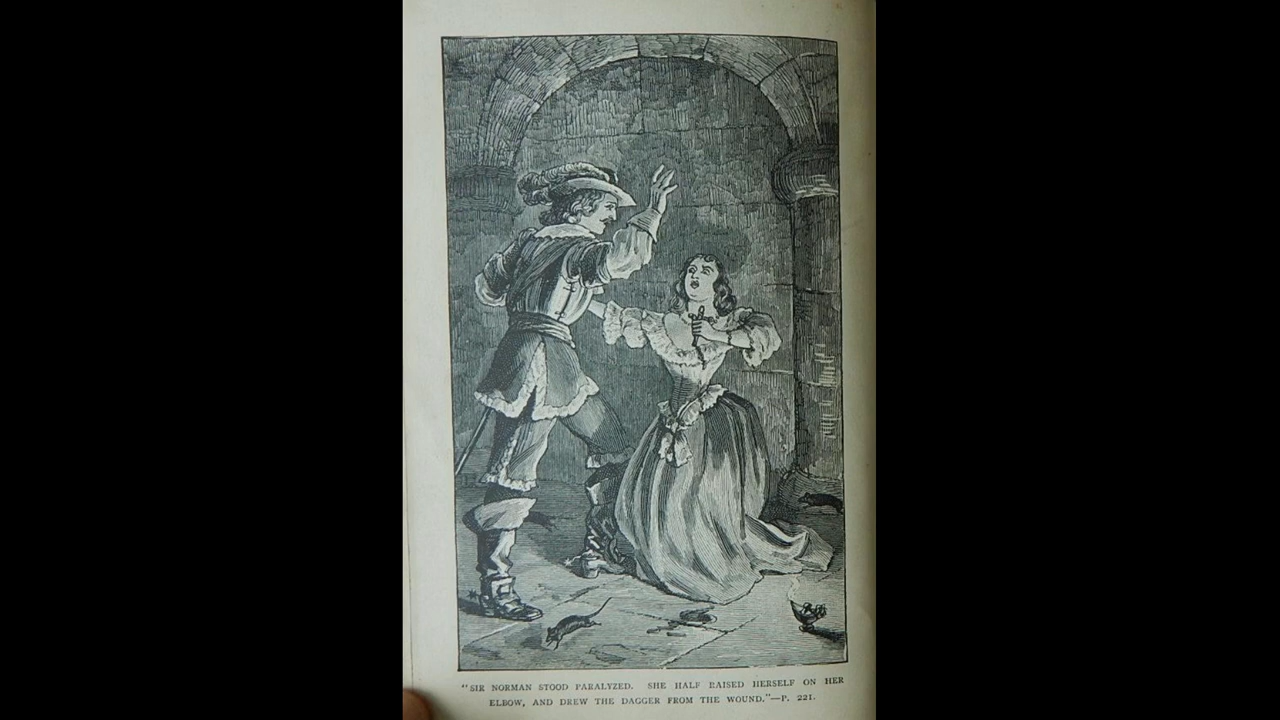 "SIR NORMAN STOOD PARALYZED. SHE HALF RAISED HERSELF ON HER
ELBOW, AND DREW THE DAGGER FROM THE WOUND."—P. 221.